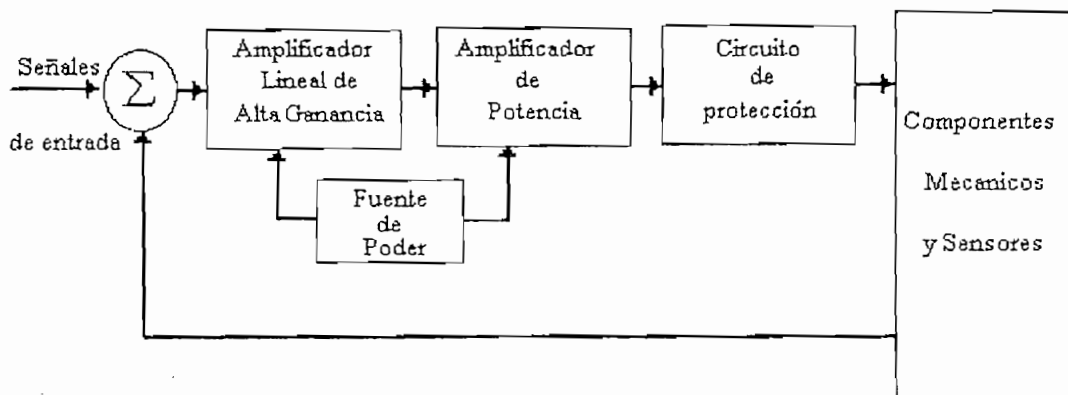 Señales
de entrada
Σ
Amplificador
Lineal de
Alta Ganancia
Amplificador
de
Potencia
Circuito
de
protección
Fuente
de
Poder
Componentes
Mecanicos
y Sensores